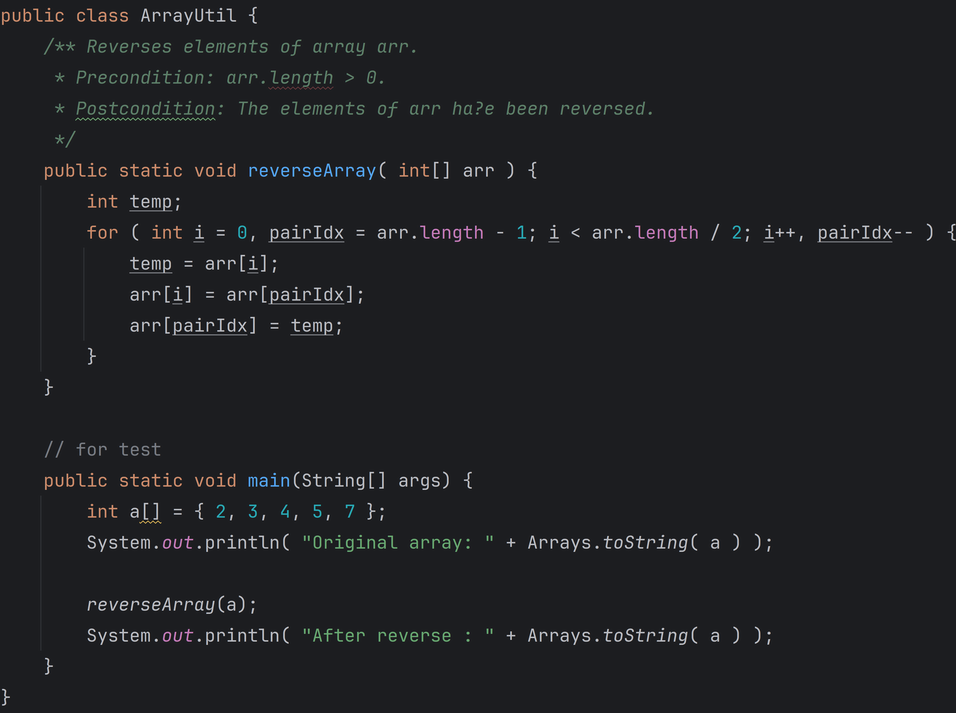 public class ArrayUtil {
    /** Reverses elements of array arr.
     * Precondition: arr.length > 0.
     * Postcondition: The elements of arr ha?e been reversed.
     */
    public static void reverseArray( int[] arr ) {
        int temp;
        for ( int i = 0, pairIdx = arr.length - 1; i < arr.length / 2; i++, pairIdx-- ) {
            temp = arr[i];
            arr[i] = arr[pairIdx];
            arr[pairIdx] = temp;
        }
    }
    // for test
    public static void main(String[] args) {
        int a[] = { 2, 3, 4, 5, 7 };
        System.out.println( "Original array: " + Arrays.toString( a ) );
        reverseArray(a);
        System.out.println( "After reverse : " + Arrays.toString( a ) );
    }
}